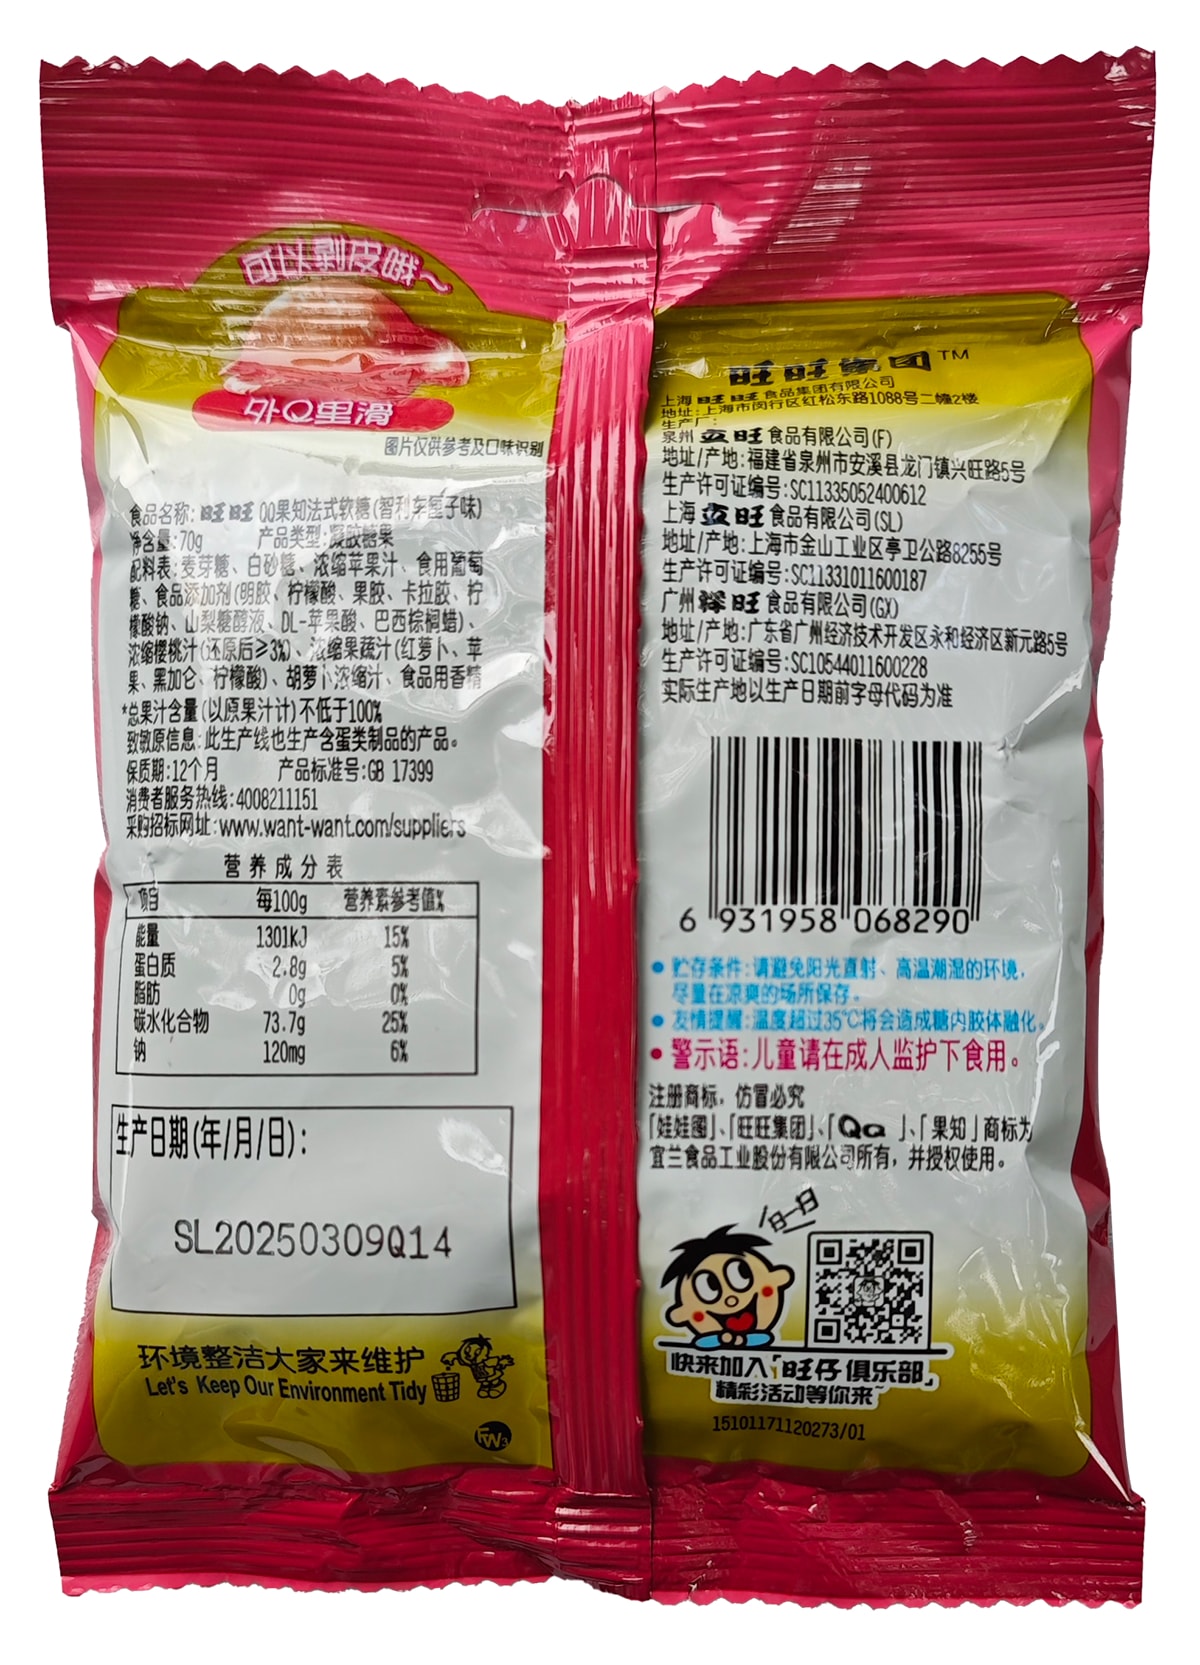 可以剥皮哦~
外Q里滑
图片仅供参考及口味识别
食品名称:旺旺 QQ果知法式软糖(智利车厘子味)
净含量:70g 产品类型:凝胶糖果
配料表:麦芽糖、白砂糖、浓缩苹果汁、食用葡萄
糖、食品添加剂(明胶、柠檬酸、果胶、卡拉胶、柠
檬酸钠、山梨糖醇液、DL-苹果酸、巴西棕榈蜡)、
浓缩樱桃汁(还原后≥3%)、浓缩果蔬汁(红萝卜、苹
果、黑加仑、柠檬酸)、胡萝卜浓缩汁、食品用香精
*总果汁含量(以原果汁计)不低于100%
致敏原信息:此生产线也生产含蛋类制品的产品。
保质期:12个月 产品标准号:GB 17399
消费者服务热线:4008211151
采购招标网址:www.want-want.com/suppliers
营养成分表
项目 每100g 营养素参考值%
能量 1301KJ 15%
蛋白质 2.8g 5%
脂肪 0g 0%
碳水化合物 73.7g 25%
钠 120mg 6%
生产日期(年/月/日):
SL20250309Q14
环境整洁大家来维护
Let's Keep Our Environment Tidy
FW3
旺旺集团™
上海旺旺食品集团有限公司
地址:上海市闵行区红松东路1088号二幢2楼
生产厂:
泉州立旺食品有限公司(F)
地址/产地:福建省泉州市安溪县龙门镇兴旺路5号
生产许可证编号:SC11335052400612
上海立旺食品有限公司(SL)
地址/产地:上海市金山工业区亭卫公路8255号
生产许可证编号:SC11331011600187
广州祥旺食品有限公司(GX)
地址/产地:广东省广州经济技术开发区永和经济区新元路5号
生产许可证编号:SC10544011600228
实际生产地以生产日期前字母代码为准
6 931958 068290
•贮存条件:请避免阳光直射、高温潮湿的环境，
尽量在凉爽的场所保存。
•友情提醒:温度超过35℃将会造成糖内胶体融化。
•警示语:儿童请在成人监护下食用。
注册商标，仿冒必究
「娃娃图」、「旺旺集团」、「QQ」、「果知」商标为
宜兰食品工业股份有限公司所有，并授权使用。
扫一扫
快来加入「旺仔俱乐部」
精彩活动等你来~
15101171120273/01